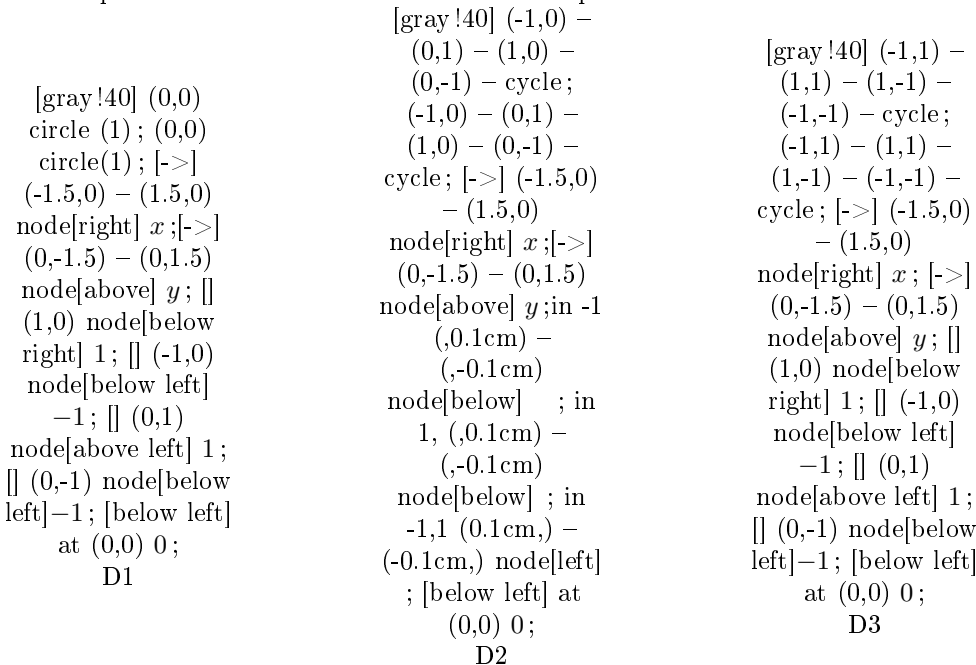 [gray !40] (0,0)
circle (1) ; (0,0)
circle(1) ; [->]
(-1.5,0) – (1.5,0)
node[right] x ;[->]
(0,-1.5) – (0,1.5)
node[above] y ; []
(1,0) node[below
right] 1 ; [] (-1,0)
node[below left]
−1 ; [] (0,1)
node[above left] 1 ;
[] (0,-1) node[below
left]−1 ; [below left]
at (0,0) 0 ;
D1
[gray !40] (-1,0) –
(0,1) – (1,0) –
(0,-1) – cycle ;
(-1,0) – (0,1) –
(1,0) – (0,-1) –
cycle ; [->] (-1.5,0)
– (1.5,0)
node[right] x ;[->]
(0,-1.5) – (0,1.5)
node[above] y ;in -1
(,0.1cm) –
(,-0.1cm)
node[below] ; in
1, (,0.1cm) –
(,-0.1cm)
node[below] ; in
-1,1 (0.1cm,) –
(-0.1cm,) node[left]
; [below left] at
(0,0) 0 ;
D2
[gray !40] (-1,1) –
(1,1) – (1,-1) –
(-1,-1) – cycle ;
(-1,1) – (1,1) –
(1,-1) – (-1,-1) –
cycle ; [->] (-1.5,0)
– (1.5,0)
node[right] x ; [->]
(0,-1.5) – (0,1.5)
node[above] y ; []
(1,0) node[below
right] 1 ; [] (-1,0)
node[below left]
−1 ; [] (0,1)
node[above left] 1 ;
[] (0,-1) node[below
left]−1 ; [below left]
at (0,0) 0 ;
D3